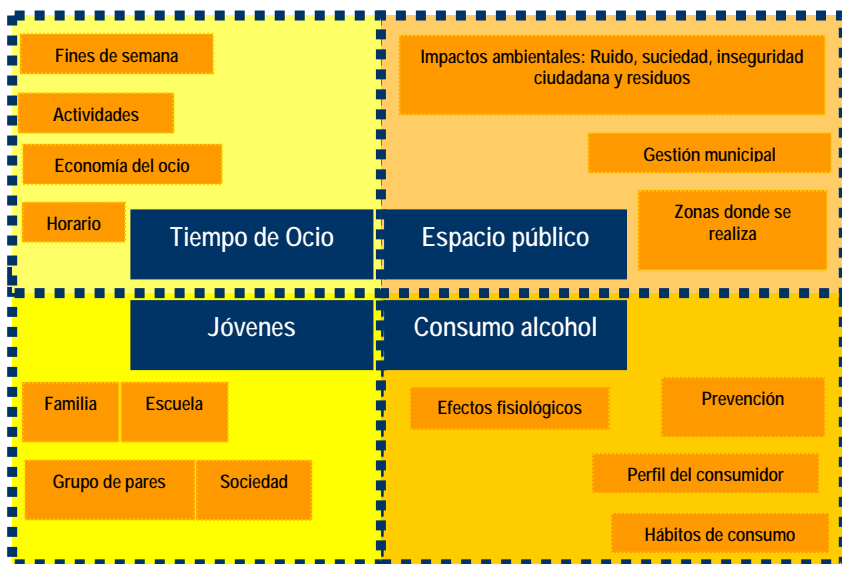 Fines de semana
Actividades
Economía del ocio
Horario
Tiempo de Ocio
Impactos ambientales: Ruido, suciedad, inseguridad
ciudadana y residuos
Gestión municipal
Zonas donde se
realiza
Espacio público
Jóvenes
Familia
Escuela
Grupo de pares
Sociedad
Consumo alcohol
Efectos fisiológicos
Prevención
Perfil del consumidor
Hábitos de consumo